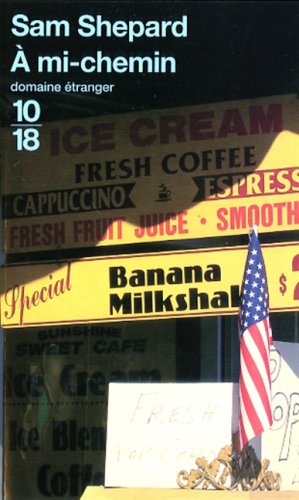 Sam Shepard
À mi-chemin
domaine étranger
10
18
ICE CREAM
FRESH COFFEE
CAPPUCCINO ESPRESS
FRESH FRUIT JUICE • SMOOTH
Special Banana $2
Milkshak
SUNSHINE
SWEET CAFE
Ice Cream
Ice Blen
Coffe
FRESH